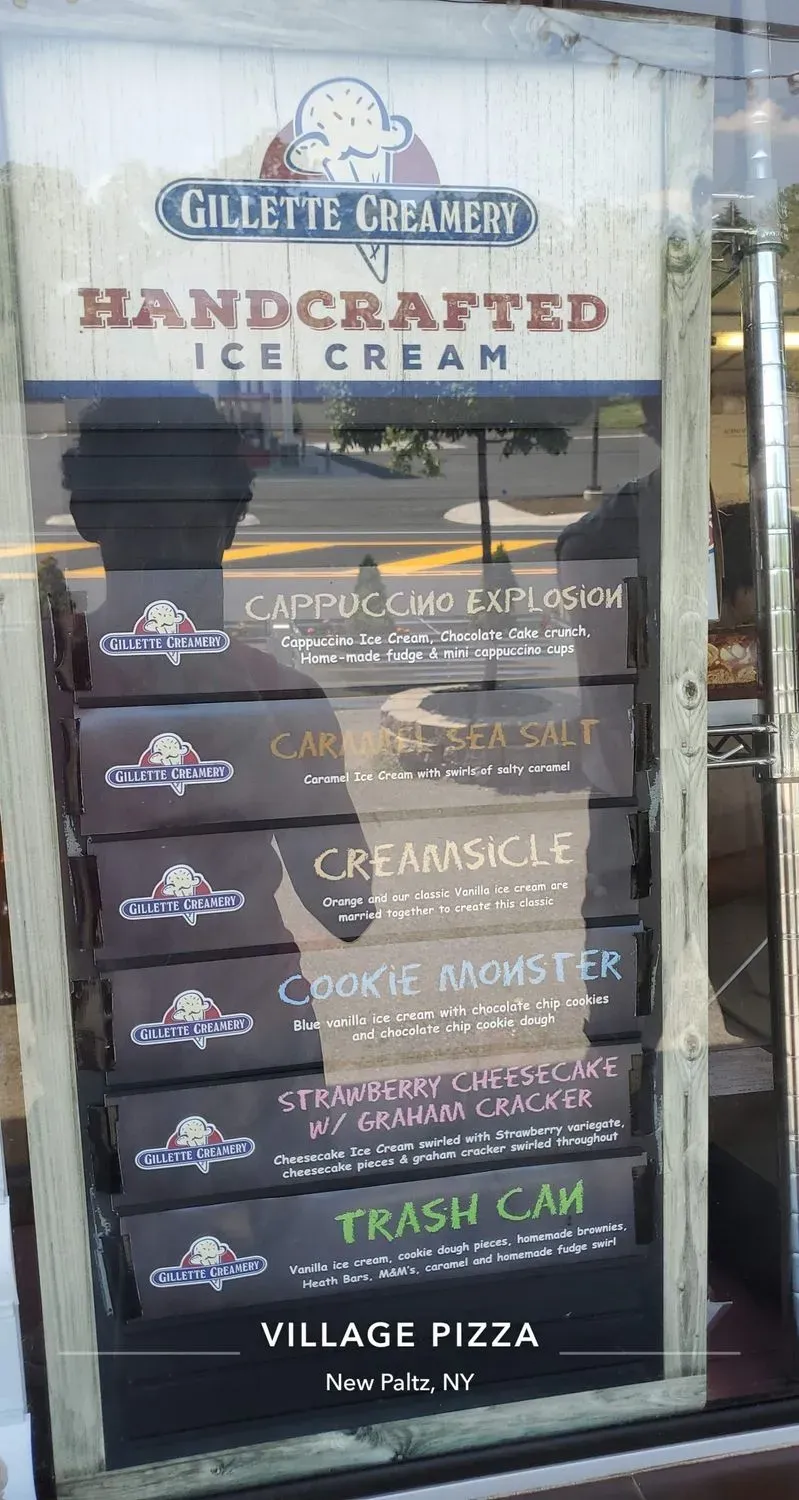 GILLETTE CREAMERY
HANDCRAFTED
ICE CREAM
GILLETTE CREAMERY
CAPPUCCINO EXPLOSION
Cappuccino Ice Cream, Chocolate Cake crunch,
Home-made fudge & mini cappuccino cups
GILLETTE CREAMERY
CARAMEL SEA SALT
Caramel Ice Cream with swirls of salty caramel
GILLETTE CREAMERY
CREAMSICLE
Orange and our classic Vanilla ice cream are
married together to create this classic
GILLETTE CREAMERY
COOKIE MONSTER
Blue vanilla ice cream with chocolate chip cookies
and chocolate chip cookie dough
GILLETTE CREAMERY
STRAWBERRY CHEESECAKE
W/ GRAHAM CRACKER
Cheesecake Ice Cream swirled with Strawberry variegate,
cheesecake pieces & graham cracker swirled throughout
GILLETTE CREAMERY
TRASH CAN
Vanilla ice cream, cookie dough pieces, homemade brownies,
Heath Bars, M&M's, caramel and homemade fudge swirl
VILLAGE PIZZA
New Paltz, NY